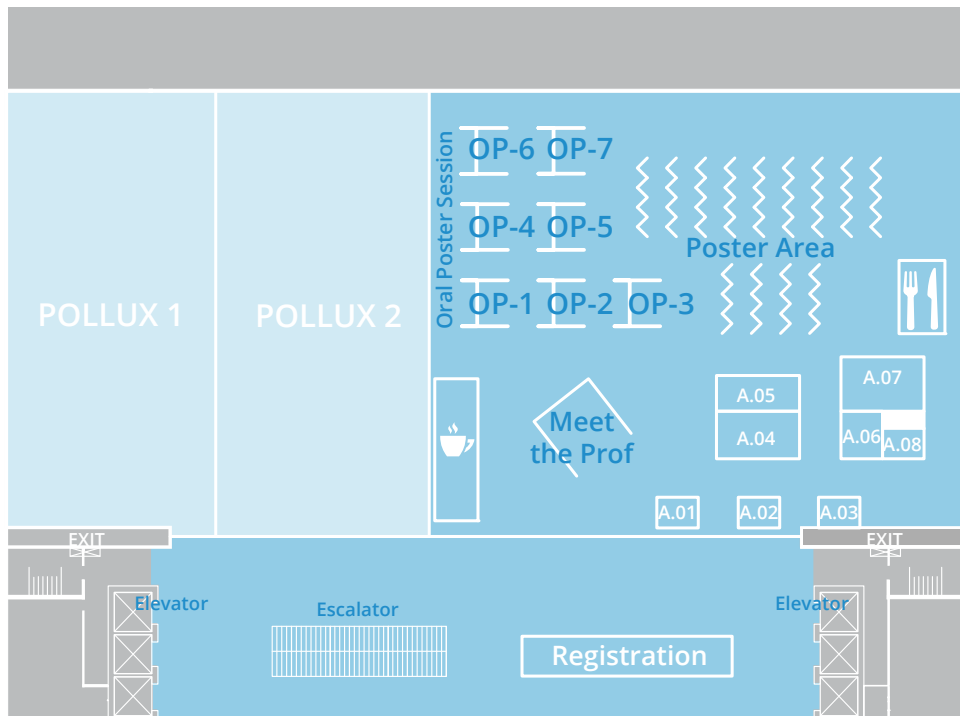 Oral Poster Session
OP-6
OP-7
OP-4
OP-5
OP-1
OP-2
OP-3
Poster Area
POLLUX 1
POLLUX 2
Meet
the Prof
A.05
A.04
A.07
A.06
A.08
A.01
A.02
A.03
EXIT
EXIT
Elevator
Escalator
Elevator
Registration